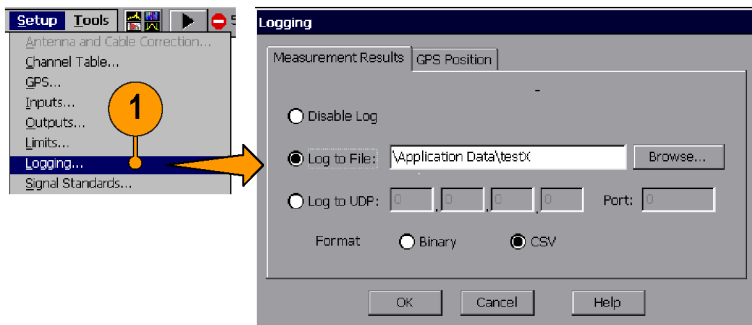 Setup Tools 5
Antenna and Cable Correction...
Channel Table...
GPS...
Inputs...
Outputs...
Limits...
Logging...
Signal Standards...
1
Logging
Measurement Results GPS Position
-
Disable Log
Log to File: \Application Data\testX Browse...
Log to UDP: 0 . 0 . 0 . 0 Port: 0
Format Binary CSV
OK Cancel Help